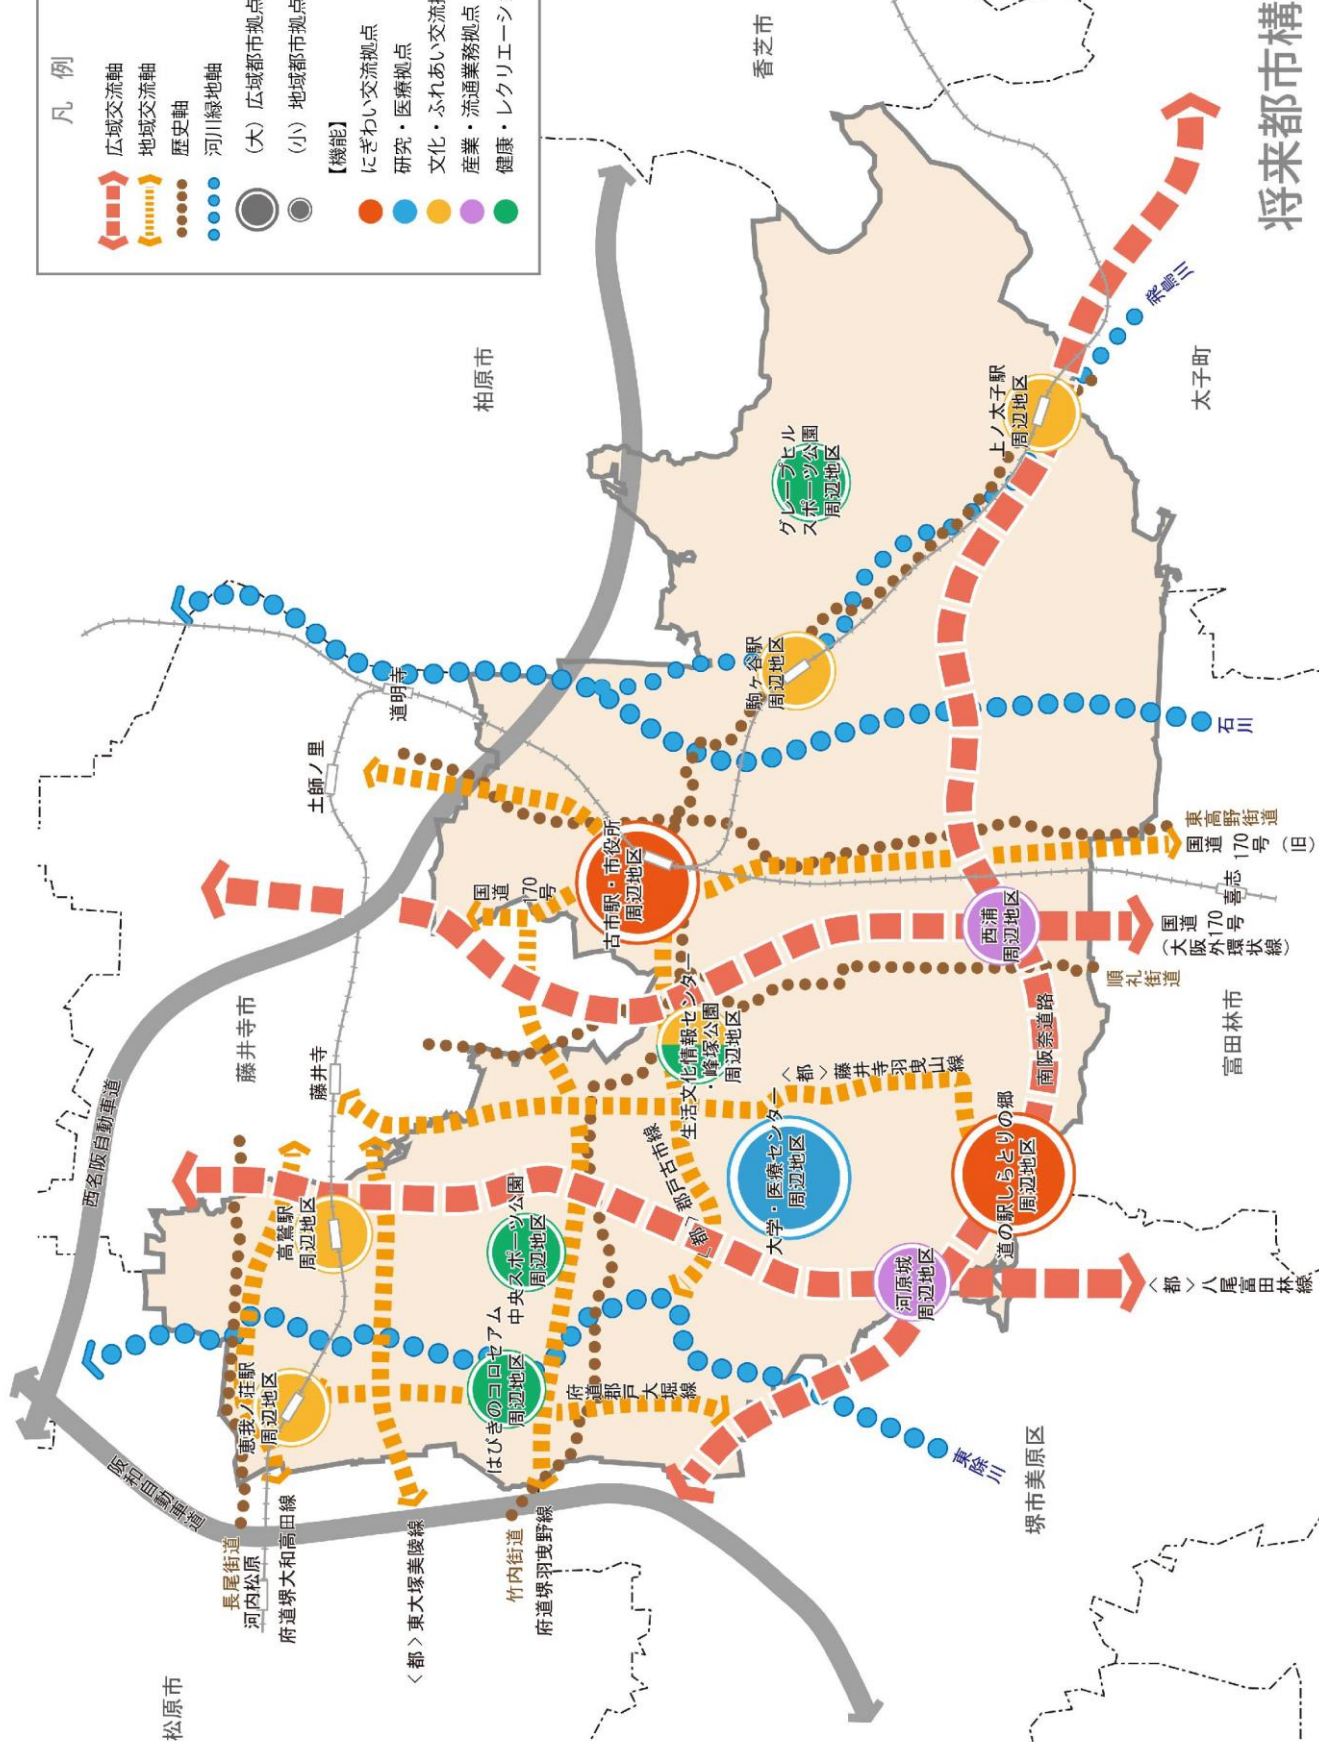 凡例
広域交流軸
地域交流軸
歴史軸
河川緑地軸
(大)広域都市拠点
(小)地域都市拠点
【機能】
にぎわい交流拠点
研究・医療拠点
文化・ふれあい交流
産業・流通業務拠点
健康・レクリエーシ
将来都市構
香芝市
柏原市
太子町
藤井寺市
富田林市
堺市美原区
松原市
西名阪自動車道
阪和自動車道
道明寺
土師ノ里
藤井寺
河内松原
喜志
飛鳥川
石川
東除川
上ノ太子駅
周辺地区
グレープヒル
スポーツ公園
周辺地区
駒ヶ谷駅
周辺地区
古市駅・市役所
周辺地区
西浦
周辺地区
生活文化情報センター
・峰塚公園
周辺地区
大学・医療センター
周辺地区
道の駅しらとりの郷
周辺地区
河原城
周辺地区
高鷲駅
周辺地区
中央スポーツ公園
周辺地区
はびきのコロセアム
周辺地区
恵我ノ荘駅
周辺地区
国道
170
号
東高野
街道
国道
170
号
(旧)
国道
170
号
(大阪外環状線)
順礼
街道
南阪奈道路
〈都〉藤井寺羽曳山線
〈都〉郡戸古市線
〈都〉八尾富田林線
府道郡戸大堀線
長尾街道
府道堺大和高田線
〈都〉東大塚美陵線
竹内街道
府道堺羽曳野線